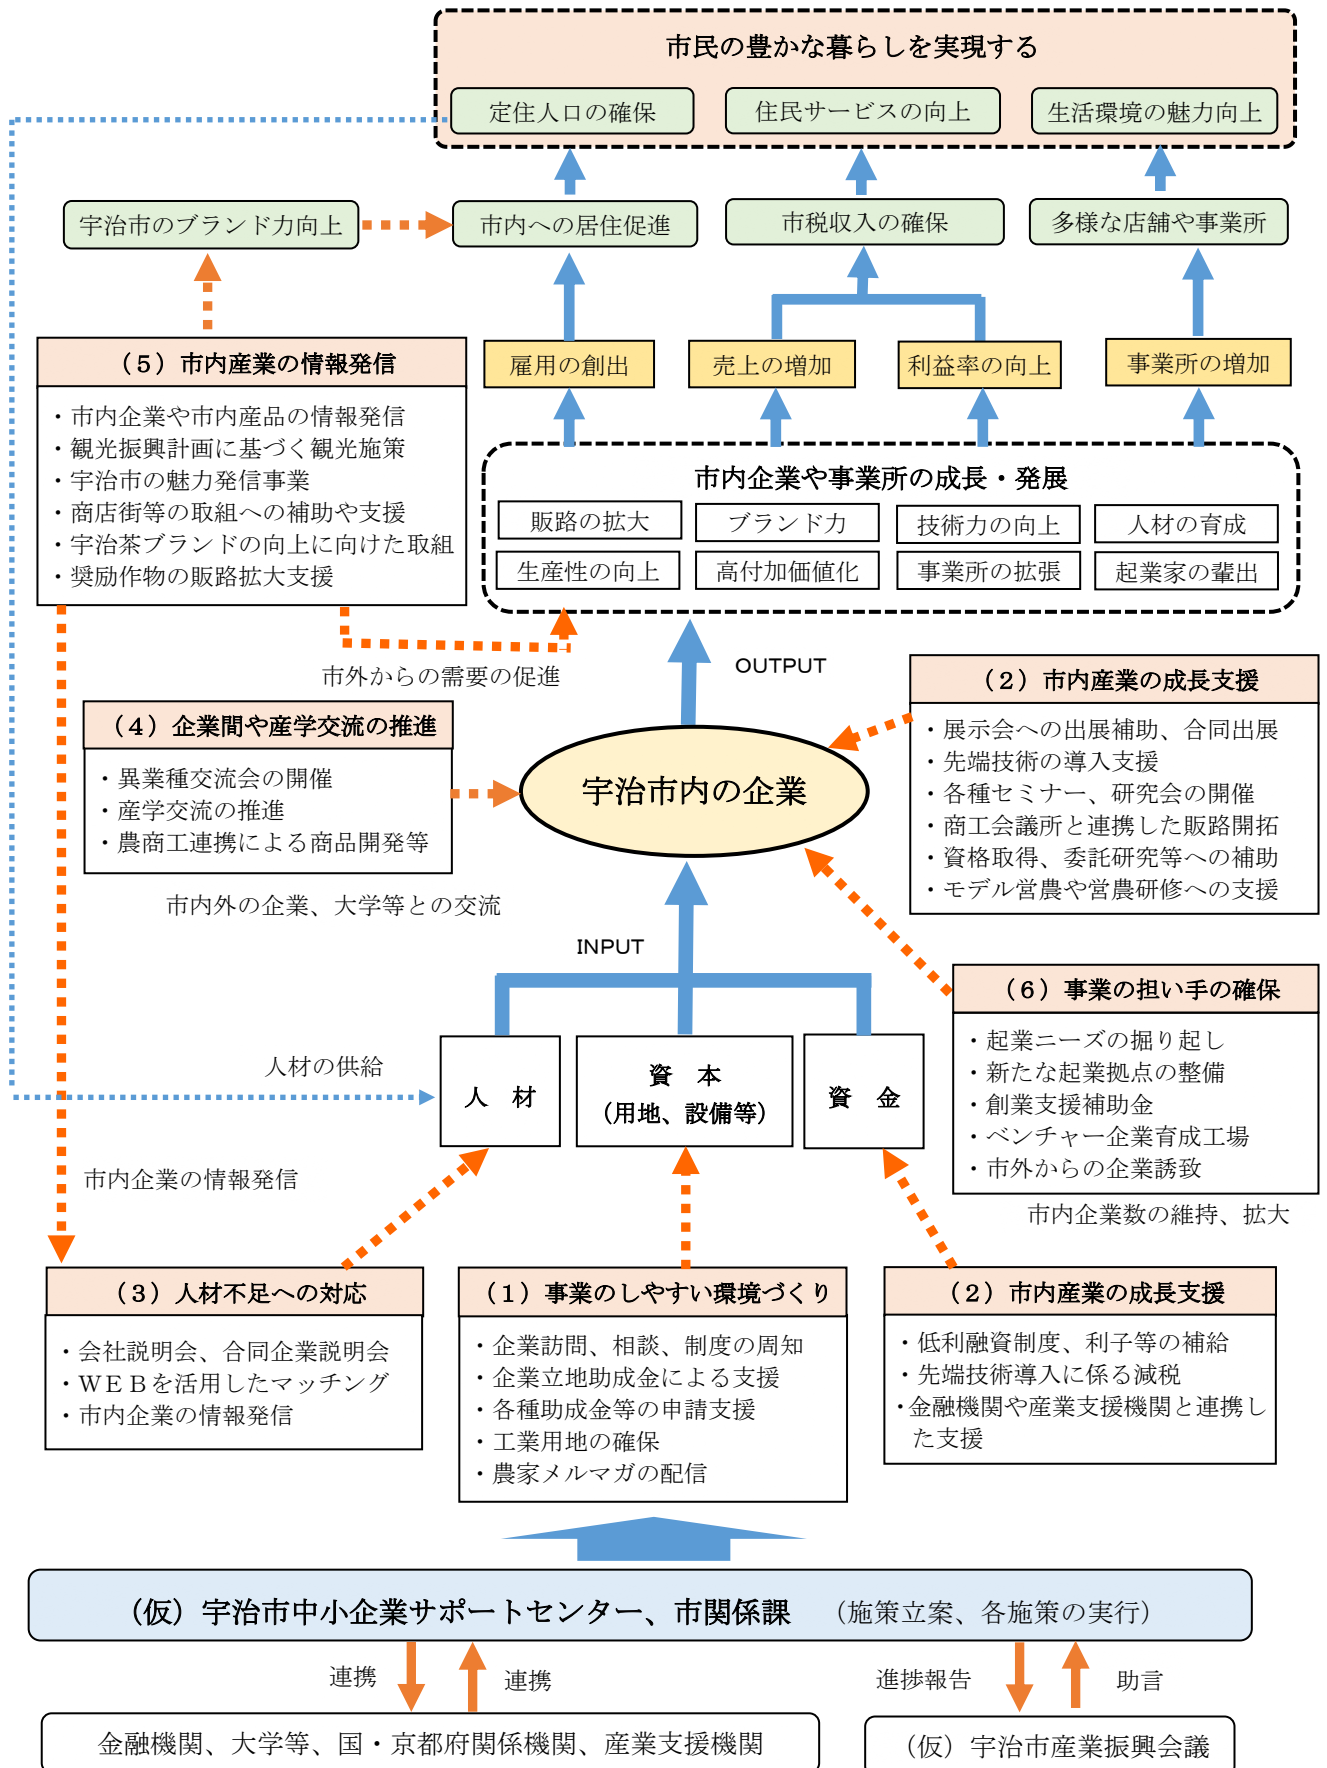 市民の豊かな暮らしを実現する
定住人口の確保
住民サービスの向上
生活環境の魅力向上
宇治市のブランド力向上
市内への居住促進
市税収入の確保
多様な店舗や事業所
（5）市内産業の情報発信
・市内企業や市内産品の情報発信
・観光振興計画に基づく観光施策
・宇治市の魅力発信事業
・商店街等の取組への補助や支援
・宇治茶ブランドの向上に向けた取組
・奨励作物の販路拡大支援
雇用の創出
売上の増加
利益率の向上
事業所の増加
市内企業や事業所の成長・発展
販路の拡大
ブランド力
技術力の向上
人材の育成
生産性の向上
高付加価値化
事業所の拡張
起業家の輩出
市外からの需要の促進
OUTPUT
（2）市内産業の成長支援
・展示会への出展補助、合同出展
・先端技術の導入支援
・各種セミナー、研究会の開催
・商工会議所と連携した販路開拓
・資格取得、委託研究等への補助
・モデル営農や営農研修への支援
（4）企業間や産学交流の推進
・異業種交流会の開催
・産学交流の推進
・農商工連携による商品開発等
市内外の企業、大学等との交流
宇治市内の企業
INPUT
（6）事業の担い手の確保
・起業ニーズの掘り起し
・新たな起業拠点の整備
・創業支援補助金
・ベンチャー企業育成工場
・市外からの企業誘致
市内企業数の維持、拡大
人材の供給
人　材
資　本
（用地、設備等）
資　金
市内企業の情報発信
（3）人材不足への対応
・会社説明会、合同企業説明会
・ＷＥＢを活用したマッチング
・市内企業の情報発信
（1）事業のしやすい環境づくり
・企業訪問、相談、制度の周知
・企業立地助成金による支援
・各種助成金等の申請支援
・工業用地の確保
・農家メルマガの配信
（2）市内産業の成長支援
・低利融資制度、利子等の補給
・先端技術導入に係る減税
・金融機関や産業支援機関と連携し
た支援
（仮）宇治市中小企業サポートセンター、市関係課　（施策立案、各施策の実行）
連携
連携
進捗報告
助言
金融機関、大学等、国・京都府関係機関、産業支援機関
（仮）宇治市産業振興会議